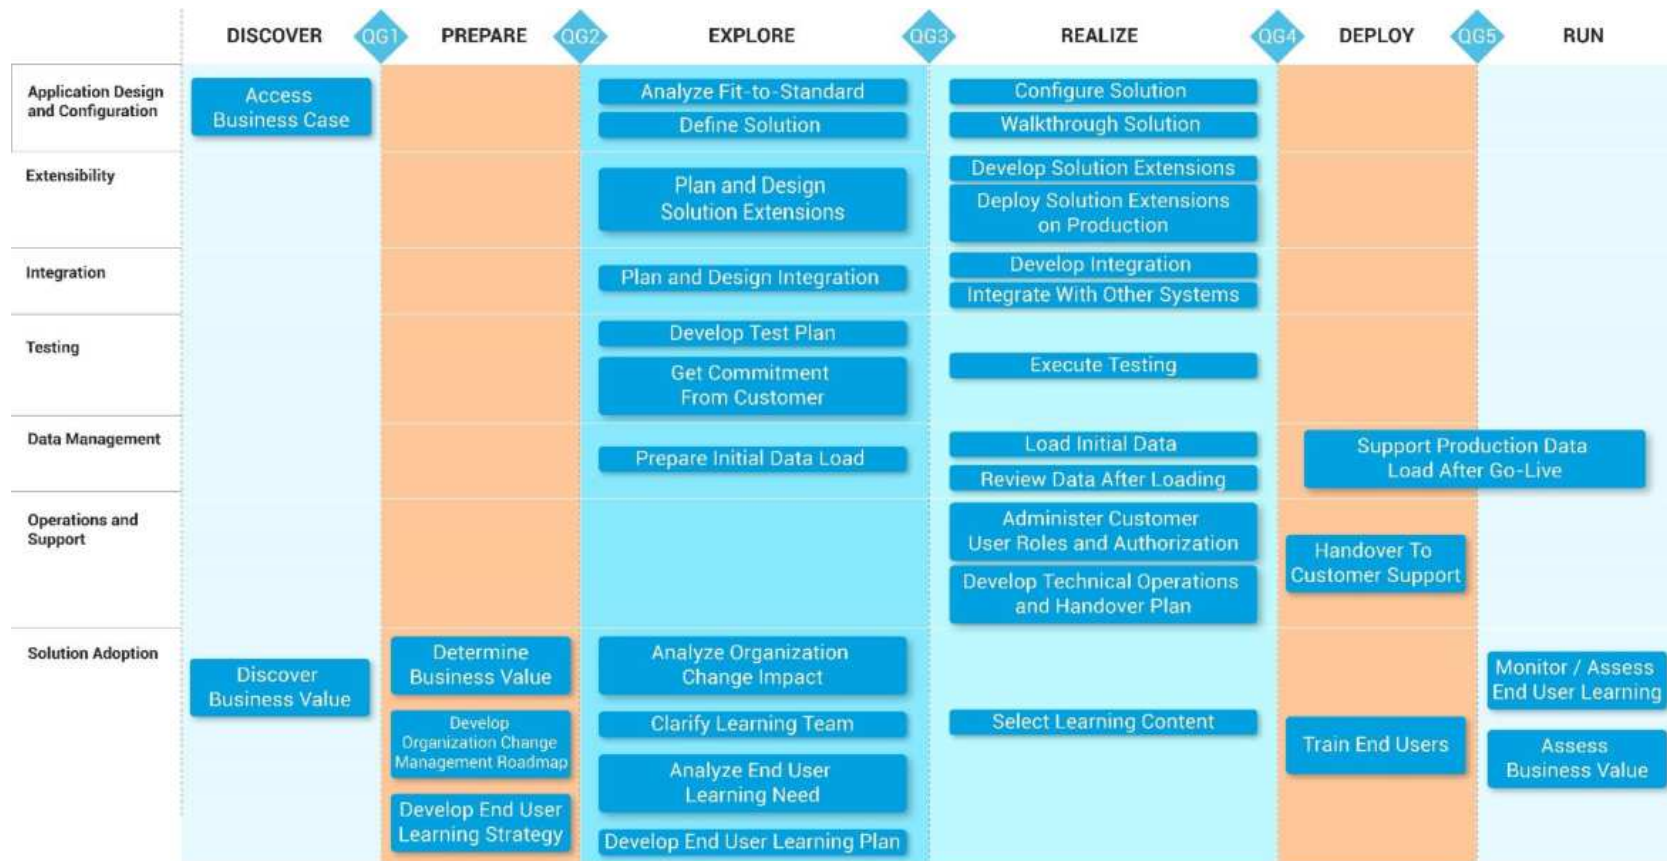 DISCOVER
QG1
PREPARE
QG2
EXPLORE
QG3
REALIZE
QG4
DEPLOY
QG5
RUN
Application Design
and Configuration
Access
Business Case
Analyze Fit-to-Standard
Define Solution
Configure Solution
Walkthrough Solution
Extensibility
Plan and Design
Solution Extensions
Develop Solution Extensions
Deploy Solution Extensions
on Production
Integration
Plan and Design Integration
Develop Integration
Integrate With Other Systems
Testing
Develop Test Plan
Get Commitment
From Customer
Execute Testing
Data Management
Prepare Initial Data Load
Load Initial Data
Review Data After Loading
Support Production Data
Load After Go-Live
Operations and
Support
Administer Customer
User Roles and Authorization
Develop Technical Operations
and Handover Plan
Handover To
Customer Support
Solution Adoption
Discover
Business Value
Determine
Business Value
Develop
Organization Change
Management Roadmap
Develop End User
Learning Strategy
Analyze Organization
Change Impact
Clarify Learning Team
Analyze End User
Learning Need
Develop End User Learning Plan
Select Learning Content
Train End Users
Monitor / Assess
End User Learning
Assess
Business Value